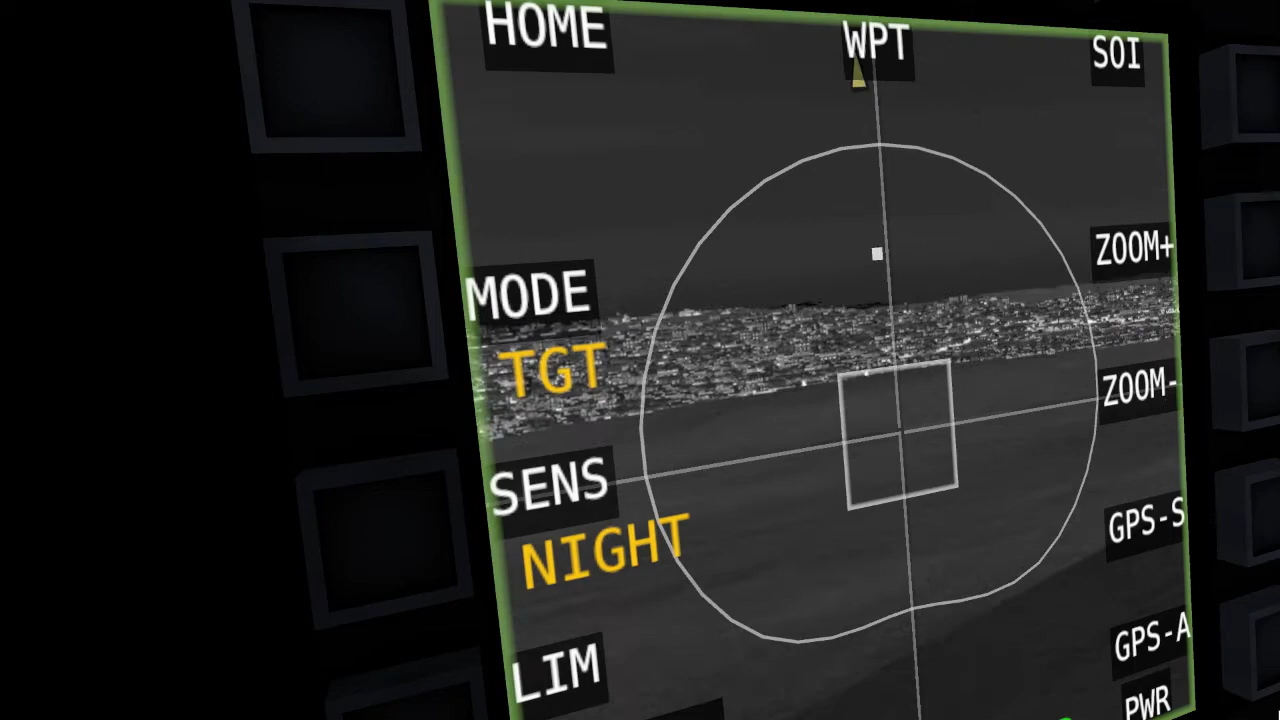 HOME
WPT
SOI
ZOOM+
MODE
TGT
ZOOM-
SENS
GPS-S
NIGHT
GPS-A
LIM
PWR